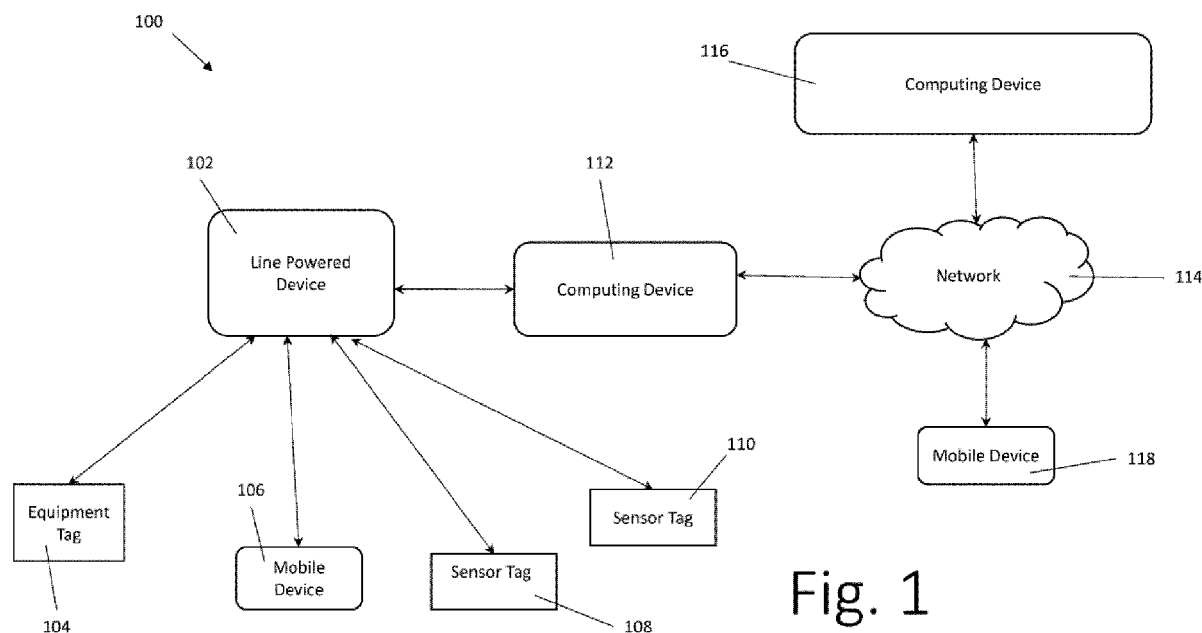 100
116
Computing Device
102
112
Line Powered
Device
Computing Device
Network
114
110
Mobile Device
118
106
Equipment
Tag
Sensor Tag
Mobile
Device
Sensor Tag
104
108
Fig. 1